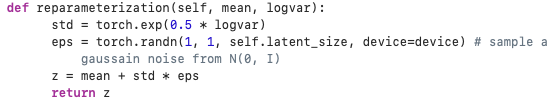 def reparameterization(self, mean, logvar):
    std = torch.exp(0.5 * logvar)
    eps = torch.randn(1, 1, self.latent_size, device=device) # sample a
        gaussian noise from N(0, I)
    z = mean + std * eps
    return z